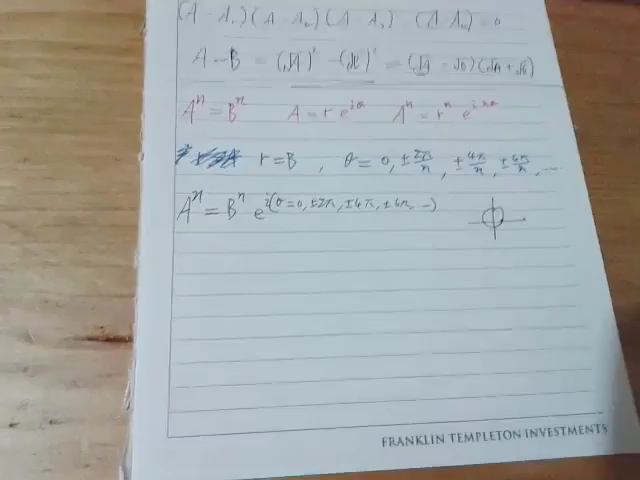 (A - A₁)(A - A₂)(A - A₃) (A - Aₙ) = 0
A - B = (√A)² - (√B)² = (√A - √B)(√A + √B)
Aⁿ = Bⁿ A = r e^{iθ} Aⁿ = rⁿ e^{inθ}
r = B , θ = 0, ± 2π/n , ± 4π/n , ± 6π/n , ...
Aⁿ = Bⁿ e^{i(θ = 0, ±2π, ±4π, ±6π, ...)}
FRANKLIN TEMPLETON INVESTMENTS